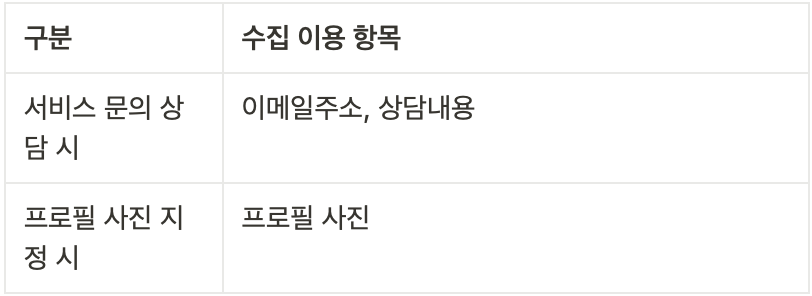 구분
수집 이용 항목
서비스 문의 상
담 시
이메일주소, 상담내용
프로필 사진 지
정 시
프로필 사진